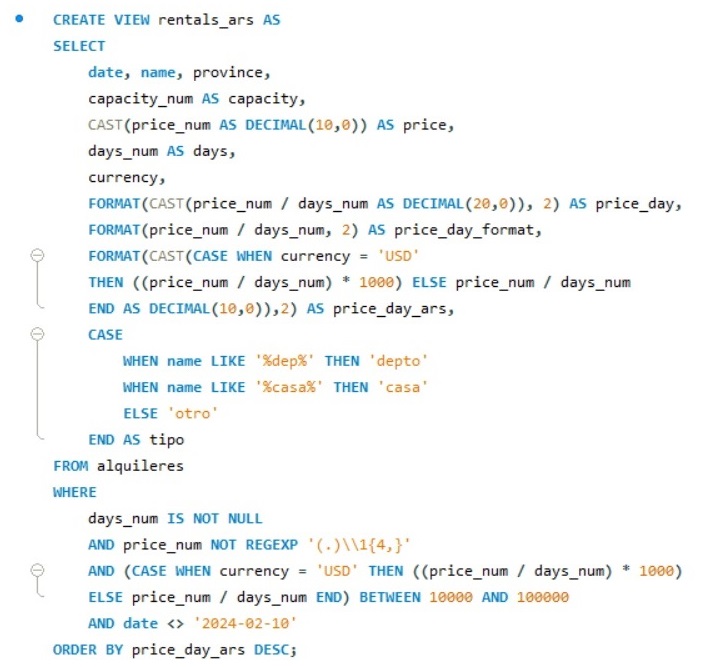 CREATE VIEW rentals_ars AS
SELECT
date, name, province,
capacity_num AS capacity,
CAST(price_num AS DECIMAL(10,0)) AS price,
days_num AS days,
currency,
FORMAT(CAST(price_num / days_num AS DECIMAL(20,0)), 2) AS price_day,
FORMAT(price_num / days_num, 2) AS price_day_format,
FORMAT(CAST(CASE WHEN currency = 'USD'
THEN ((price_num / days_num) * 1000) ELSE price_num / days_num
END AS DECIMAL(10,0)),2) AS price_day_ars,
CASE
WHEN name LIKE '%dep%' THEN 'depto'
WHEN name LIKE '%casa%' THEN 'casa'
ELSE 'otro'
END AS tipo
FROM alquileres
WHERE
days_num IS NOT NULL
AND price_num NOT REGEXP '(.)\\1{4,}'
AND (CASE WHEN currency = 'USD' THEN ((price_num / days_num) * 1000)
ELSE price_num / days_num END) BETWEEN 10000 AND 100000
AND date <> '2024-02-10'
ORDER BY price_day_ars DESC;